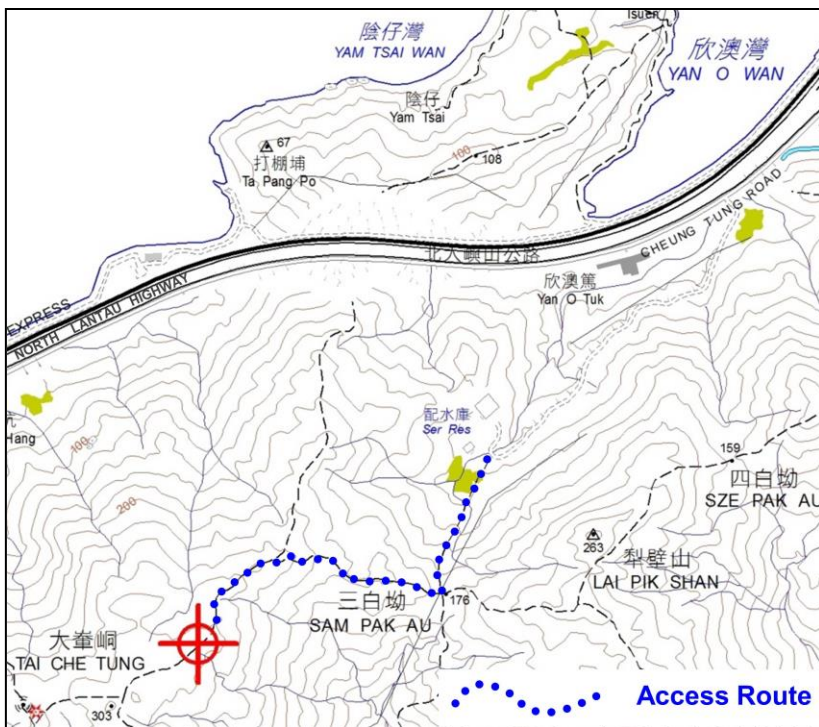 Tsuen
陰仔灣
YAM TSAI WAN
欣澳灣
YAN O WAN
陰仔
Yam Tsai
67
打棚埔
Ta Pang Po
100
108
CHEUNG TUNG ROAD
北大嶼山公路
欣澳篤
Yan O Tuk
EXPRESS
NORTH LANTAU HIGHWAY
配水庫
Ser Res
Hang
100
200
159
四白坳
SZE PAK AU
263
犁壁山
LAI PIK SHAN
三白坳
SAM PAK AU
176
大輋峒
TAI CHE TUNG
303
Access Route